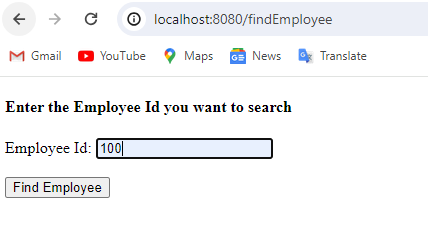 localhost:8080/findEmployee
Gmail YouTube Maps News Translate
Enter the Employee Id you want to search
Employee Id: 100
Find Employee